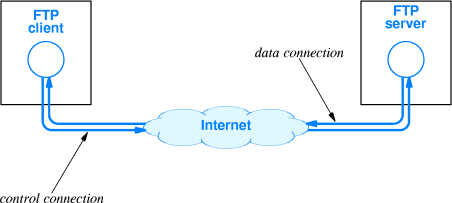 FTP
client
FTP
server
data connection
Internet
control connection